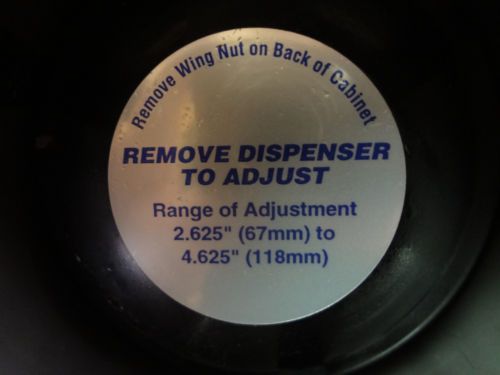 Remove Wing Nut on Back of Cabinet
REMOVE DISPENSER
TO ADJUST
Range of Adjustment
2.625" (67mm) to
4.625" (118mm)